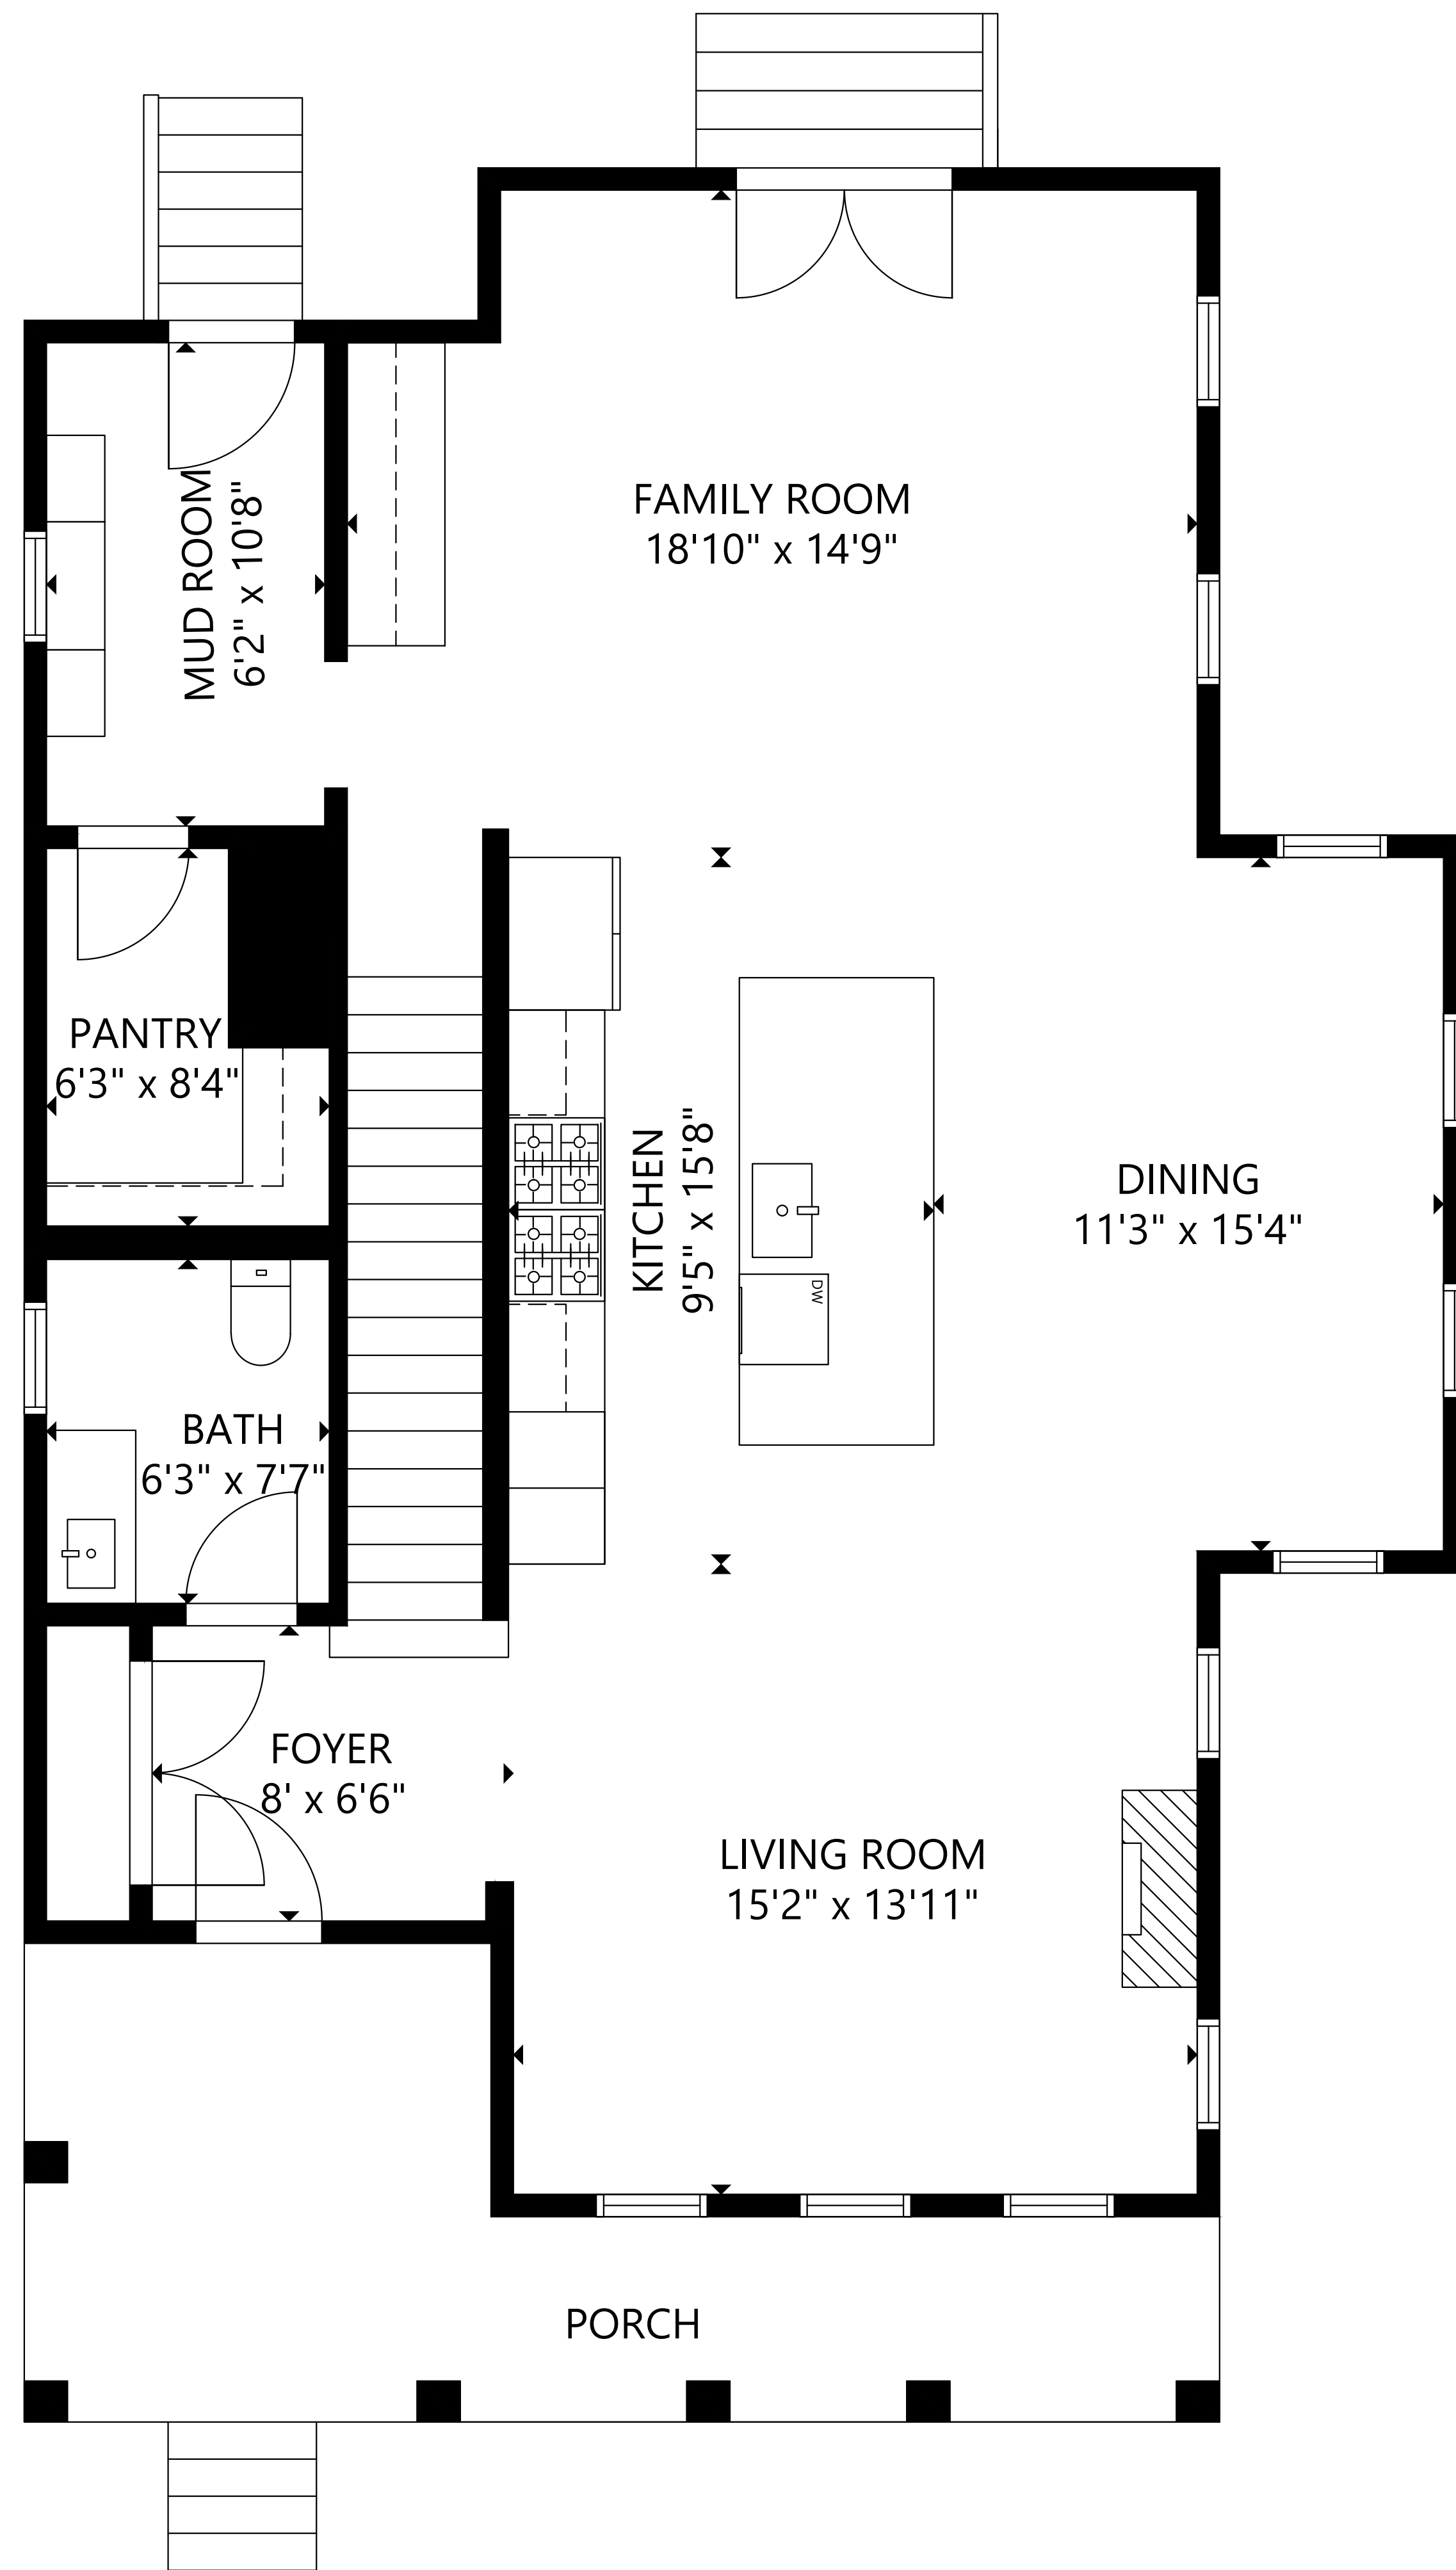 FAMILY ROOM
18'10" x 14'9"
MUD ROOM
6'2" x 10'8"
PANTRY
6'3" x 8'4"
KITCHEN
9'5" x 15'8"
DW
DINING
11'3" x 15'4"
BATH
6'3" x 7'7"
FOYER
8' x 6'6"
LIVING ROOM
15'2" x 13'11"
PORCH